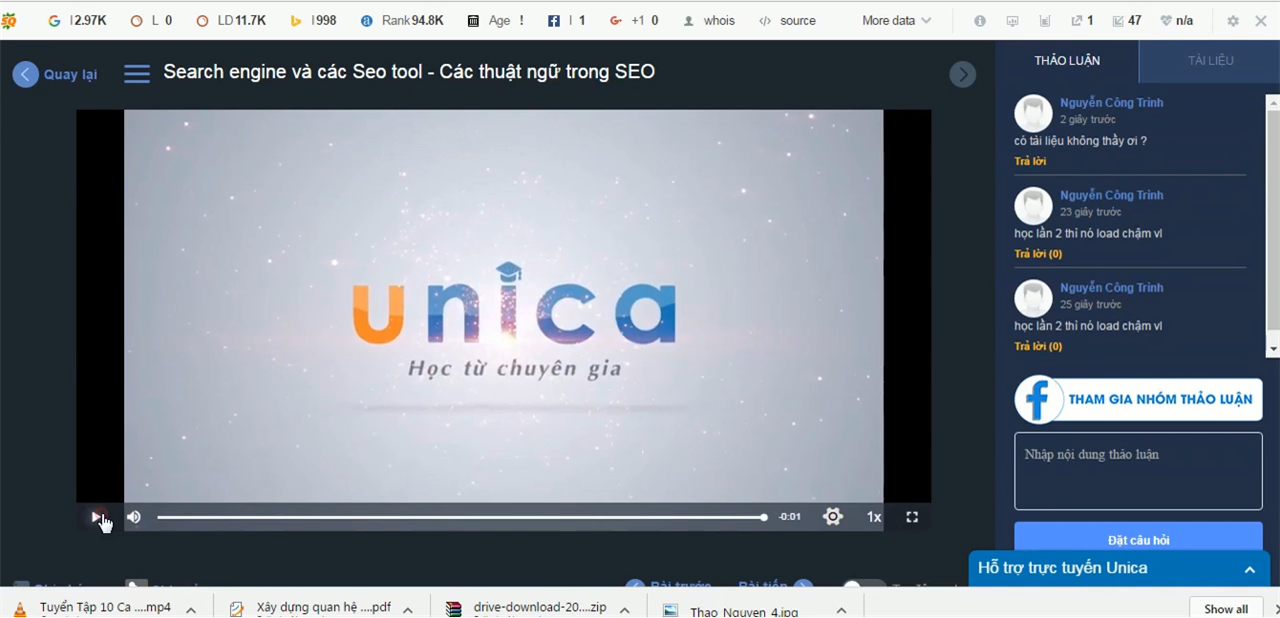 I 2.97K L 0 LD 11.7K I 998 Rank 94.8K Age ! I 1 +1 0 whois source More data 1 47 n/a
Quay lại
Search engine và các Seo tool - Các thuật ngữ trong SEO
THẢO LUẬN TÀI LIỆU
Nguyễn Công Trình
2 giây trước
có tài liệu không thầy ơi ?
Trả lời
Nguyễn Công Trình
23 giây trước
học lần 2 thì nó load chậm vl
Trả lời (0)
Nguyễn Công Trình
25 giây trước
học lần 2 thì nó load chậm vl
Trả lời (0)
unica
Học từ chuyên gia
THAM GIA NHÓM THẢO LUẬN
Nhập nội dung thảo luận
-0:01 1x
Đặt câu hỏi
Hỗ trợ trực tuyến Unica
Bài trước Bài tiếp
Tuyển Tập 10 Ca ....mp4 Xây dựng quan hệ ....pdf drive-download-20....zip Thao_Nguyen_4.jpg Show all